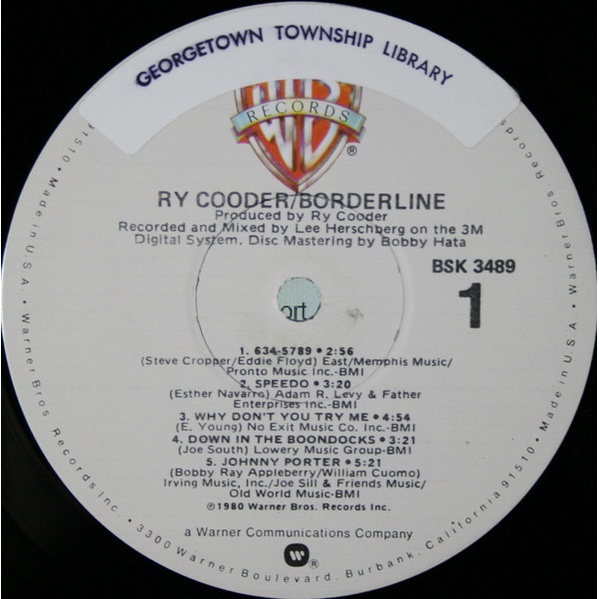 GEORGETOWN TOWNSHIP LIBRARY
RECORDS
®
RY COODER/BORDERLINE
Produced by Ry Cooder
Recorded and Mixed by Lee Herschberg on the 3M
Digital System. Disc Mastering by Bobby Hata
BSK 3489
1
ort
1. 634-5789 • 2:56
(Steve Cropper/Eddie Floyd) East/Memphis Music/
Pronto Music Inc.-BMI
2. SPEEDO • 3:20
(Esther Navarro) Adam R. Levy & Father
Enterprises Inc.-BMI
3. WHY DON'T YOU TRY ME • 4:54
(E. Young) No Exit Music Co. Inc.-BMI
4. DOWN IN THE BOONDOCKS • 3:21
(Joe South) Lowery Music Group-BMI
5. JOHNNY PORTER • 5:21
(Bobby Ray Appleberry/William Cuomo)
Irving Music, Inc./Joe Sill & Friends Music/
Old World Music-BMI
℗1980 Warner Bros. Records Inc.
a Warner Communications Company
®
91510 • Made in U.S.A. • Warner Bros Records Inc. • 3300 Warner Boulevard, Burbank, California 91510 • Made in U.S.A. • Warner Bros Records